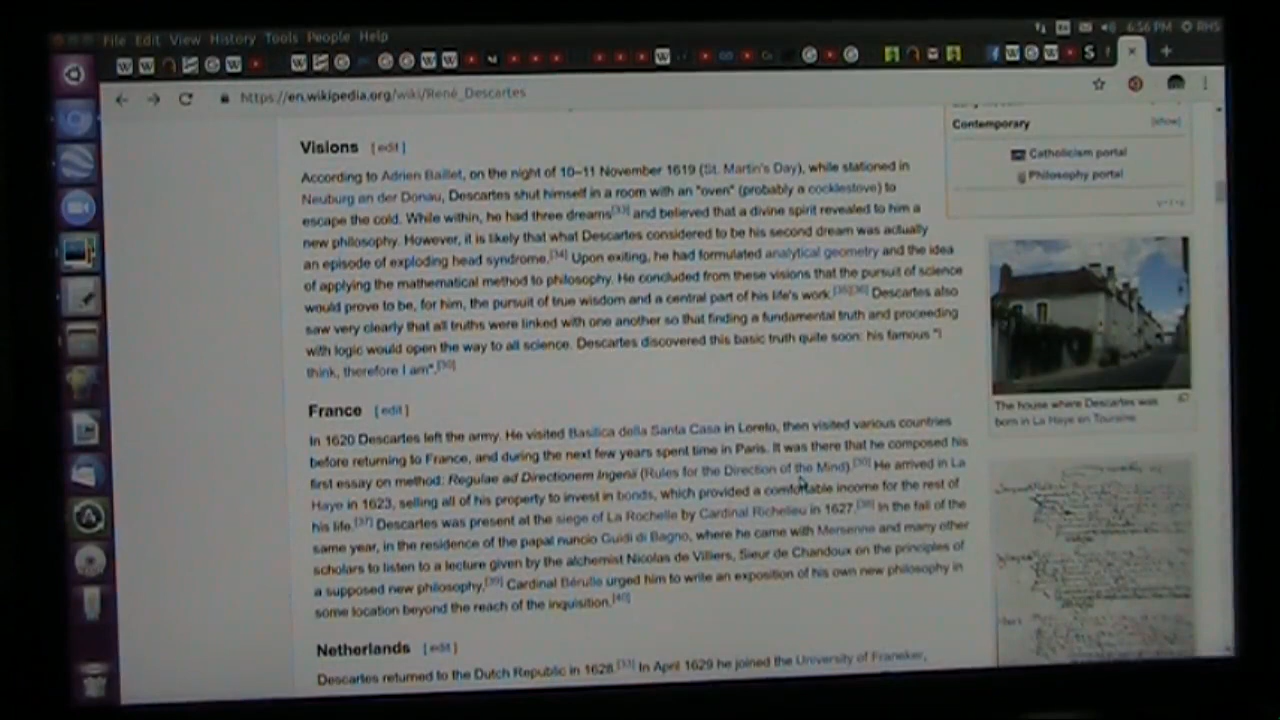 File Edit View History Tools People Help
6:56 PM RHS
https://en.wikipedia.org/wiki/René_Descartes
Visions [edit]
According to Adrien Baillet, on the night of 10–11 November 1619 (St. Martin's Day), while stationed in
Neuburg an der Donau, Descartes shut himself in a room with an "oven" (probably a cocklestove) to
escape the cold. While within, he had three dreams[33] and believed that a divine spirit revealed to him a
new philosophy. However, it is likely that what Descartes considered to be his second dream was actually
an episode of exploding head syndrome.[34] Upon exiting, he had formulated analytical geometry and the idea
of applying the mathematical method to philosophy. He concluded from these visions that the pursuit of science
would prove to be, for him, the pursuit of true wisdom and a central part of his life's work.[35][36] Descartes also
saw very clearly that all truths were linked with one another so that finding a fundamental truth and proceeding
with logic would open the way to all science. Descartes discovered this basic truth quite soon: his famous "I
think, therefore I am".[30]
France [edit]
In 1620 Descartes left the army. He visited Basilica della Santa Casa in Loreto, then visited various countries
before returning to France, and during the next few years spent time in Paris. It was there that he composed his
first essay on method: Regulae ad Directionem Ingenii (Rules for the Direction of the Mind).[30] He arrived in La
Haye in 1623, selling all of his property to invest in bonds, which provided a comfortable income for the rest of
his life.[37] Descartes was present at the siege of La Rochelle by Cardinal Richelieu in 1627.[38] In the fall of the
same year, in the residence of the papal nuncio Guidi di Bagno, where he came with Mersenne and many other
scholars to listen to a lecture given by the alchemist Nicolas de Villiers, Sieur de Chandoux on the principles of
a supposed new philosophy,[39] Cardinal Bérulle urged him to write an exposition of his own new philosophy in
some location beyond the reach of the inquisition.[40]
Netherlands [edit]
Descartes returned to the Dutch Republic in 1628.[33] In April 1629 he joined the University of Franeker,
Contemporary [show]
Catholicism portal
Philosophy portal
v·t·e
The house where Descartes was
born in La Haye en Touraine